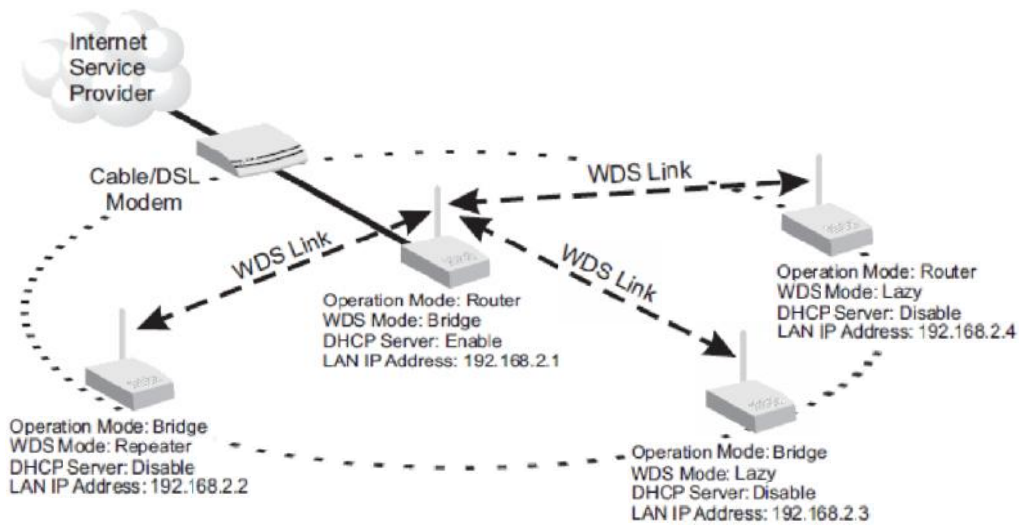 Internet
Service
Provider
Cable/DSL
Modem
WDS Link
WDS Link
WDS Link
Operation Mode: Router
WDS Mode: Bridge
DHCP Server: Enable
LAN IP Address: 192.168.2.1
Operation Mode: Router
WDS Mode: Lazy
DHCP Server: Disable
LAN IP Address: 192.168.2.4
Operation Mode: Bridge
WDS Mode: Repeater
DHCP Server: Disable
LAN IP Address: 192.168.2.2
Operation Mode: Bridge
WDS Mode: Lazy
DHCP Server: Disable
LAN IP Address: 192.168.2.3